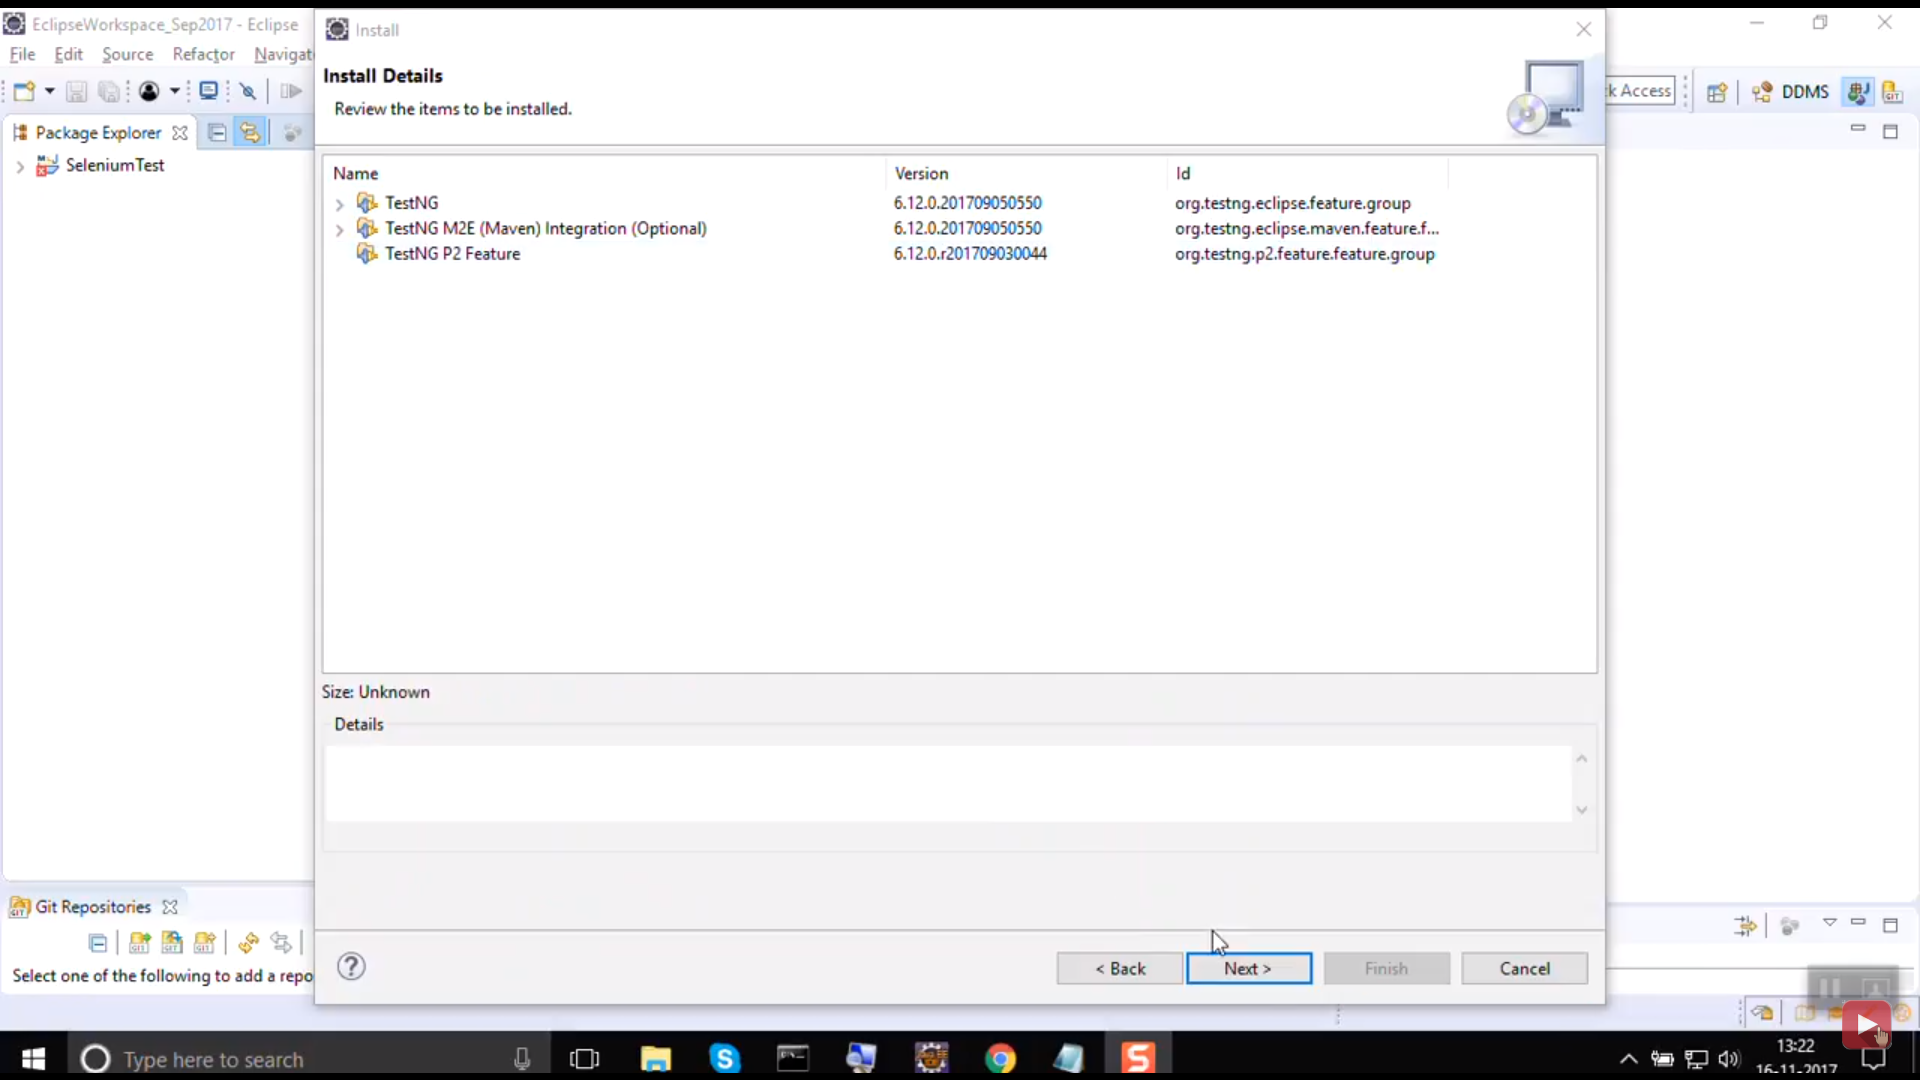 EclipseWorkspace_Sep2017 - Eclipse
File Edit Source Refactor Navigat
Install
Install Details
Review the items to be installed.
k Access
DDMS
Package Explorer
SeleniumTest
Name Version Id
TestNG 6.12.0.201709050550 org.testng.eclipse.feature.group
TestNG M2E (Maven) Integration (Optional) 6.12.0.201709050550 org.testng.eclipse.maven.feature.f...
TestNG P2 Feature 6.12.0.r201709030044 org.testng.p2.feature.feature.group
Size: Unknown
Details
Git Repositories
Select one of the following to add a repo
< Back Next > Finish Cancel
Type here to search
13:22
16-11-2017